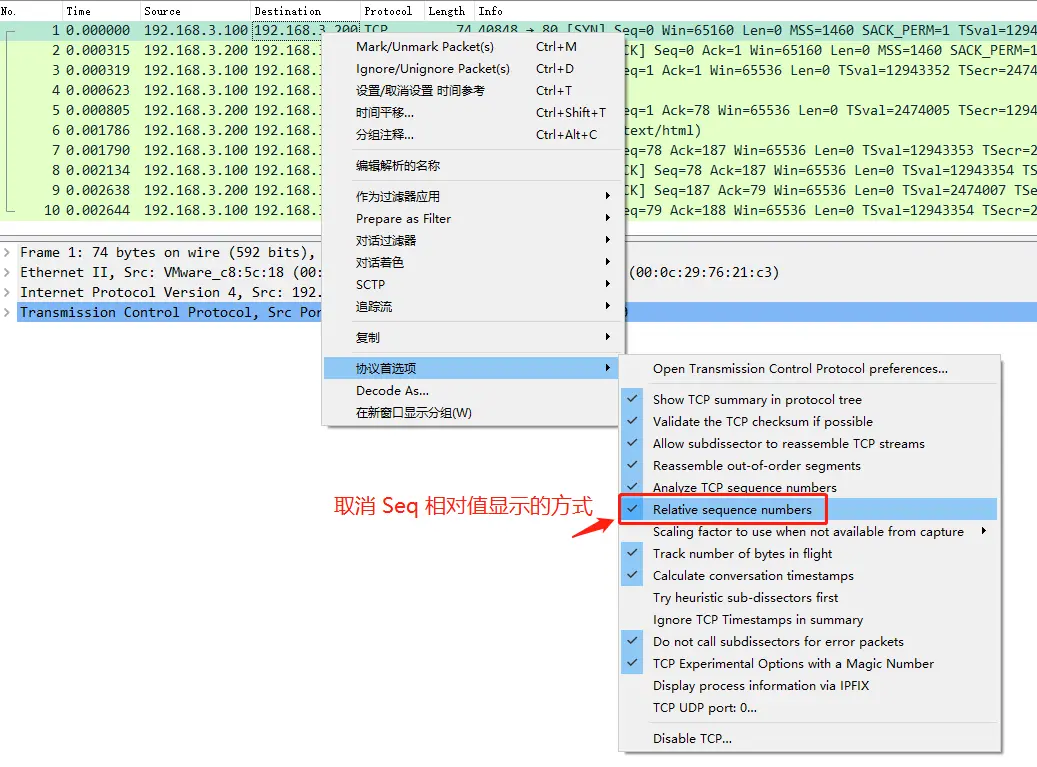 No. Time Source Destination Protocol Length Info
1 0.000000 192.168.3.100 192.168.3.200 TCP 74 40848 → 80 [SYN] Seq=0 Win=65160 Len=0 MSS=1460 SACK_PERM=1 TSval=1294
2 0.000315 192.168.3.200 192.168.3 CK] Seq=0 Ack=1 Win=65160 Len=0 MSS=1460 SACK_PERM=1
3 0.000319 192.168.3.100 192.168.3 eq=1 Ack=1 Win=65536 Len=0 TSval=12943352 TSecr=2474
4 0.000623 192.168.3.100 192.168.3
5 0.000805 192.168.3.200 192.168.3 eq=1 Ack=78 Win=65536 Len=0 TSval=2474005 TSecr=1294
6 0.001786 192.168.3.200 192.168.3 text/html)
7 0.001790 192.168.3.100 192.168.3 eq=78 Ack=187 Win=65536 Len=0 TSval=12943353 TSecr=2
8 0.002134 192.168.3.100 192.168.3 CK] Seq=78 Ack=187 Win=65536 Len=0 TSval=12943354 TS
9 0.002638 192.168.3.200 192.168.3 CK] Seq=187 Ack=79 Win=65536 Len=0 TSval=2474007 TSe
10 0.002644 192.168.3.100 192.168.3 eq=79 Ack=188 Win=65536 Len=0 TSval=12943354 TSecr=2
Mark/Unmark Packet(s) Ctrl+M
Ignore/Unignore Packet(s) Ctrl+D
设置/取消设置 时间参考 Ctrl+T
时间平移... Ctrl+Shift+T
分组注释... Ctrl+Alt+C
编辑解析的名称
作为过滤器应用
Prepare as Filter
对话过滤器
对话着色
SCTP
追踪流
复制
协议首选项
Decode As...
在新窗口显示分组(W)
Frame 1: 74 bytes on wire (592 bits),
Ethernet II, Src: VMware_c8:5c:18 (00: (00:0c:29:76:21:c3)
Internet Protocol Version 4, Src: 192.
Transmission Control Protocol, Src Por
Open Transmission Control Protocol preferences...
Show TCP summary in protocol tree
Validate the TCP checksum if possible
Allow subdissector to reassemble TCP streams
Reassemble out-of-order segments
Analyze TCP sequence numbers
Relative sequence numbers
Scaling factor to use when not available from capture
Track number of bytes in flight
Calculate conversation timestamps
Try heuristic sub-dissectors first
Ignore TCP Timestamps in summary
Do not call subdissectors for error packets
TCP Experimental Options with a Magic Number
Display process information via IPFIX
TCP UDP port: 0...
Disable TCP...
取消 Seq 相对值显示的方式